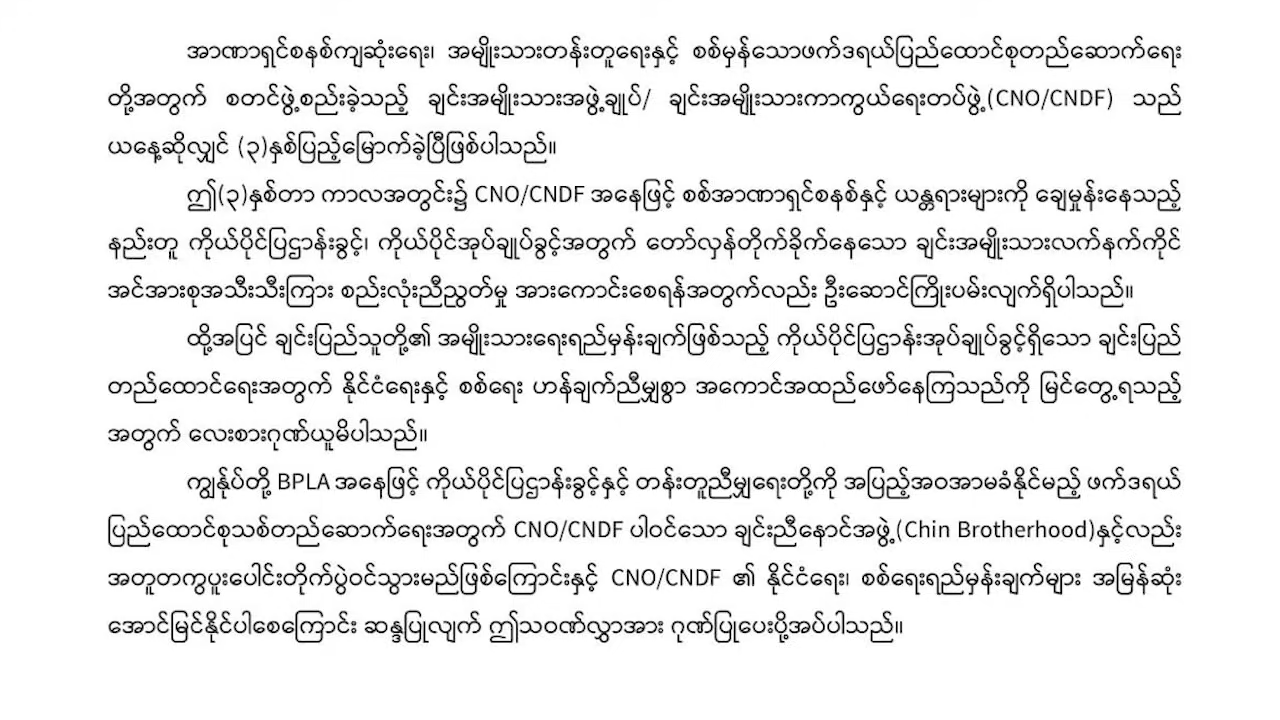 အာဏာရှင်စနစ်ကျဆုံးရေး၊ အမျိုးသားတန်းတူရေးနှင့် စစ်မှန်သောဖက်ဒရယ်ပြည်ထောင်စုတည်ဆောက်ရေး
တို့အတွက် စတင်ဖွဲ့စည်းခဲ့သည့် ချင်းအမျိုးသားအဖွဲ့ချုပ်/ ချင်းအမျိုးသားကာကွယ်ရေးတပ်ဖွဲ့(CNO/CNDF) သည်
ယနေ့ဆိုလျှင် (၃)နှစ်ပြည့်မြောက်ခဲ့ပြီဖြစ်ပါသည်။
ဤ(၃)နှစ်တာ ကာလအတွင်း၌ CNO/CNDF အနေဖြင့် စစ်အာဏာရှင်စနစ်နှင့် ယန္တရားများကို ချေမှုန်းနေသည့်
နည်းတူ ကိုယ်ပိုင်ပြဌာန်းခွင့်၊ ကိုယ်ပိုင်အုပ်ချုပ်ခွင့်အတွက် တော်လှန်တိုက်ခိုက်နေသော ချင်းအမျိုးသားလက်နက်ကိုင်
အင်အားစုအသီးသီးကြား စည်းလုံးညီညွတ်မှု အားကောင်းစေရန်အတွက်လည်း ဦးဆောင်ကြိုးပမ်းလျက်ရှိပါသည်။
ထို့အပြင် ချင်းပြည်သူတို့၏ အမျိုးသားရေးရည်မှန်းချက်ဖြစ်သည့် ကိုယ်ပိုင်ပြဌာန်းအုပ်ချုပ်ခွင့်ရှိသော ချင်းပြည်
တည်ထောင်ရေးအတွက် နိုင်ငံရေးနှင့် စစ်ရေး ဟန်ချက်ညီမျှစွာ အကောင်အထည်ဖော်နေကြသည်ကို မြင်တွေ့ရသည့်
အတွက် လေးစားဂုဏ်ယူမိပါသည်။
ကျွန်ုပ်တို့ BPLA အနေဖြင့် ကိုယ်ပိုင်ပြဌာန်းခွင့်နှင့် တန်းတူညီမျှရေးတို့ကို အပြည့်အဝအာမခံနိုင်မည့် ဖက်ဒရယ်
ပြည်ထောင်စုသစ်တည်ဆောက်ရေးအတွက် CNO/CNDF ပါဝင်သော ချင်းညီနောင်အဖွဲ့(Chin Brotherhood)နှင့်လည်း
အတူတကွပူးပေါင်းတိုက်ပွဲဝင်သွားမည်ဖြစ်ကြောင်းနှင့် CNO/CNDF ၏ နိုင်ငံရေး၊ စစ်ရေးရည်မှန်းချက်များ အမြန်ဆုံး
အောင်မြင်နိုင်ပါစေကြောင်း ဆန္ဒပြုလျက် ဤသဝဏ်လွှာအား ဂုဏ်ပြုပေးပို့အပ်ပါသည်။